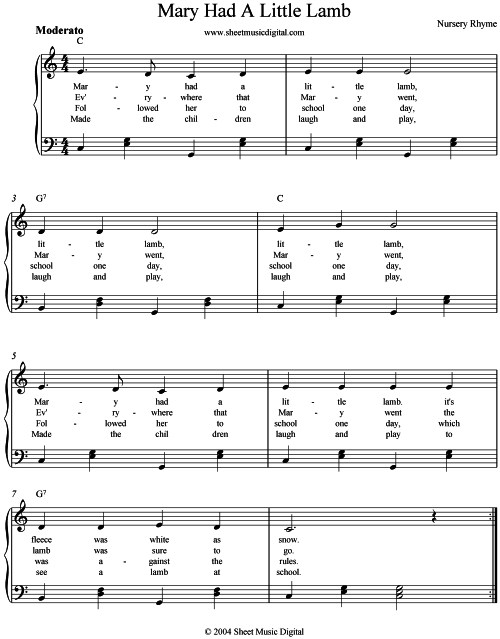 Mary Had A Little Lamb
www.sheetmusicdigital.com
Nursery Rhyme
Moderato
C
Mar - y had a lit - tle lamb,
Ev' - ry - where that Mar - y went,
Fol - lowed her to school one day,
Made the chil - dren laugh and play,
3 G7 C
lit - tle lamb, lit - tle lamb,
Mar - y went, Mar - y went,
school one day, school one day,
laugh and play, laugh and play,
5
Mar - y had a lit - tle lamb. it's
Ev' - ry - where that Mar - y went the
Fol - lowed her to school one day, which
Made the chil dren laugh and play to
7 G7
fleece was white as snow.
lamb was sure to go.
was a - gainst the rules.
see a lamb at school.
© 2004 Sheet Music Digital